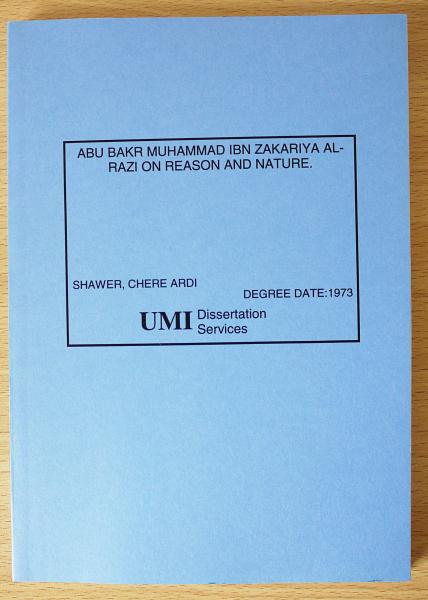 ABU BAKR MUHAMMAD IBN ZAKARIYA AL-
RAZI ON REASON AND NATURE.
SHAWER, CHERE ARDI
DEGREE DATE:1973
UMI Dissertation
Services